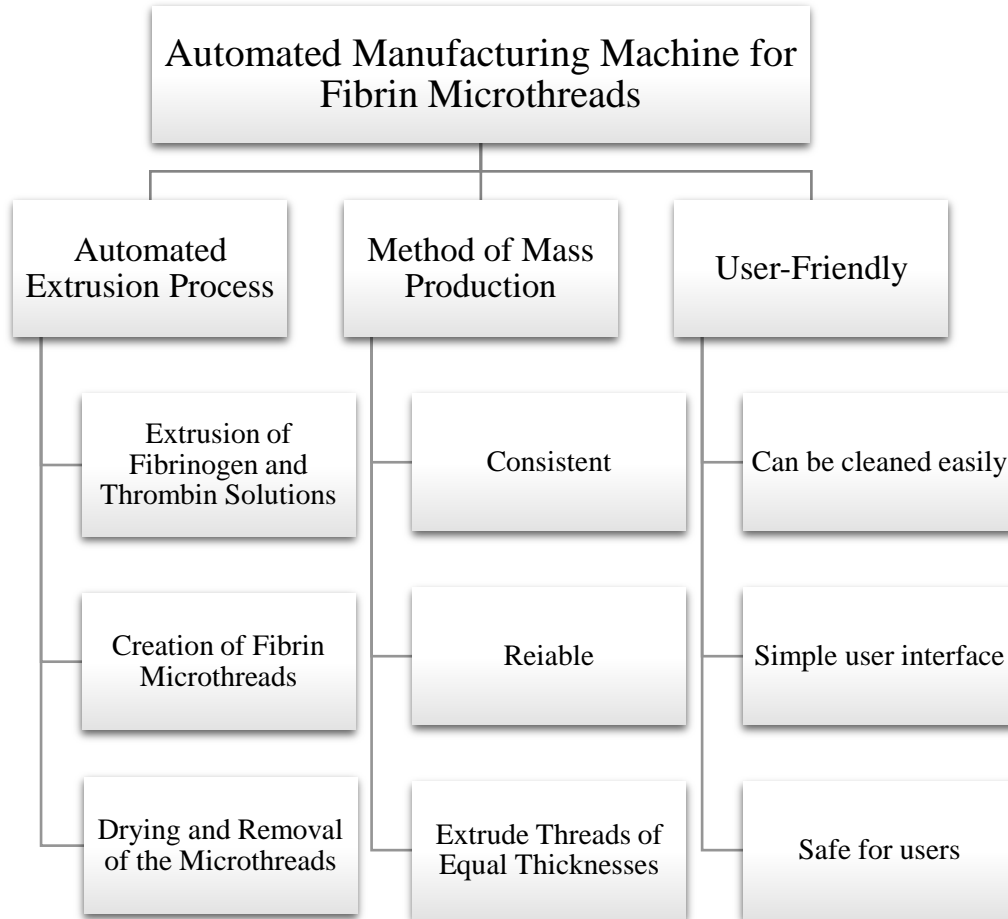 Automated Manufacturing Machine for
Fibrin Microthreads
Automated
Extrusion Process
Method of Mass
Production
User-Friendly
Extrusion of
Fibrinogen and
Thrombin Solutions
Consistent
Can be cleaned easily
Creation of Fibrin
Microthreads
Reiable
Simple user interface
Drying and Removal
of the Microthreads
Extrude Threads of
Equal Thicknesses
Safe for users